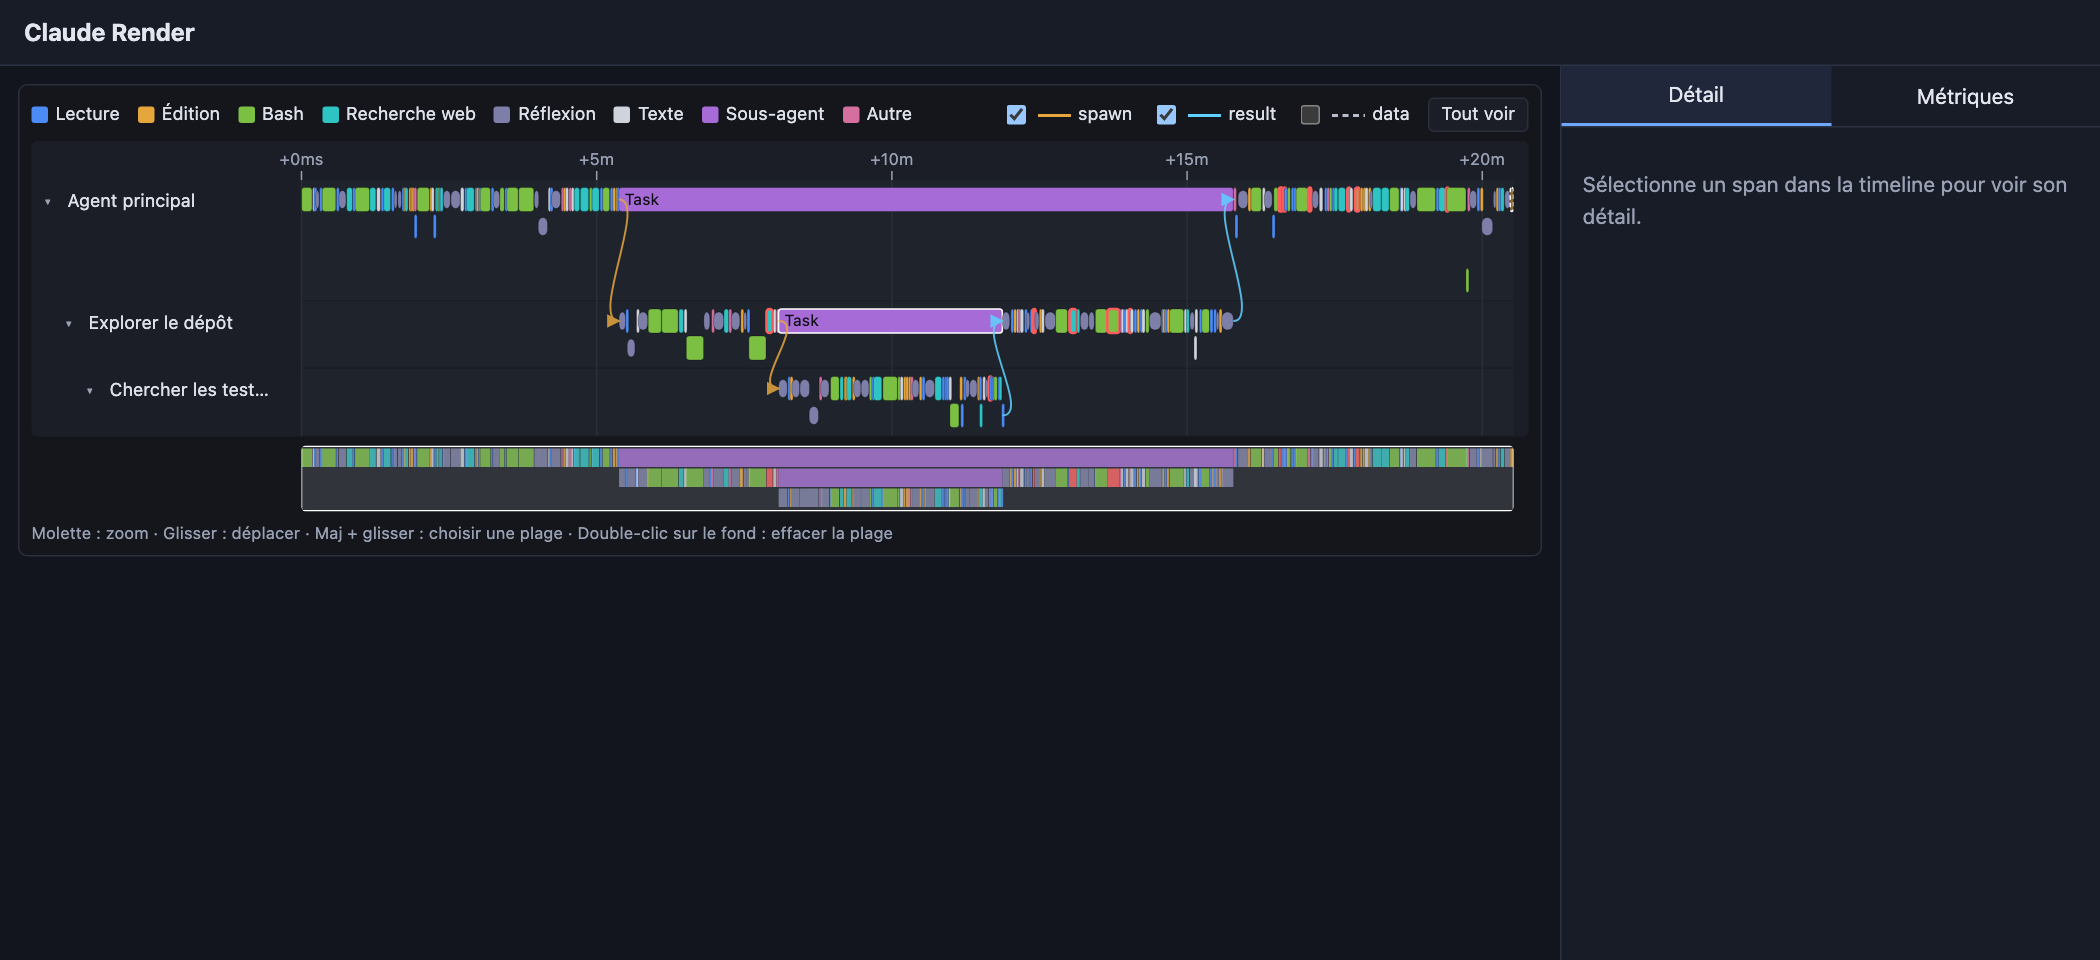 Claude Render
Lecture Édition Bash Recherche web Réflexion Texte Sous-agent Autre spawn result data Tout voir
+0ms +5m +10m +15m +20m
Agent principal
Task
Explorer le dépôt
Task
Chercher les test...
Molette : zoom · Glisser : déplacer · Maj + glisser : choisir une plage · Double-clic sur le fond : effacer la plage
Détail Métriques
Sélectionne un span dans la timeline pour voir son
détail.